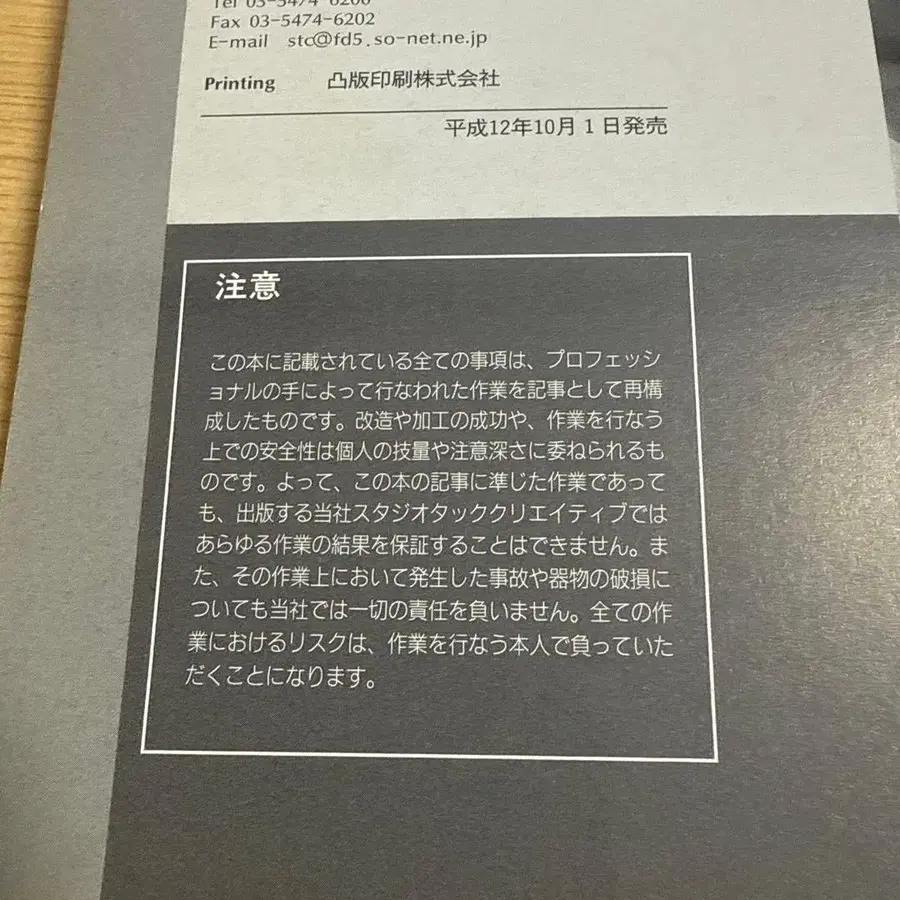 Tel 03-5474-6200
Fax 03-5474-6202
E-mail stc@fd5.so-net.ne.jp
Printing 凸版印刷株式会社
平成12年10月1日発売
注意
この本に記載されている全ての事項は、プロフェッシ
ョナルの手によって行なわれた作業を記事として再構
成したものです。改造や加工の成功や、作業を行なう
上での安全性は個人の技量や注意深さに委ねられるも
のです。よって、この本の記事に準じた作業であって
も、出版する当社スタジオタッククリエイティブでは
あらゆる作業の結果を保証することはできません。ま
た、その作業上において発生した事故や器物の破損に
ついても当社では一切の責任を負いません。全ての作
業におけるリスクは、作業を行なう本人で負っていた
だくことになります。